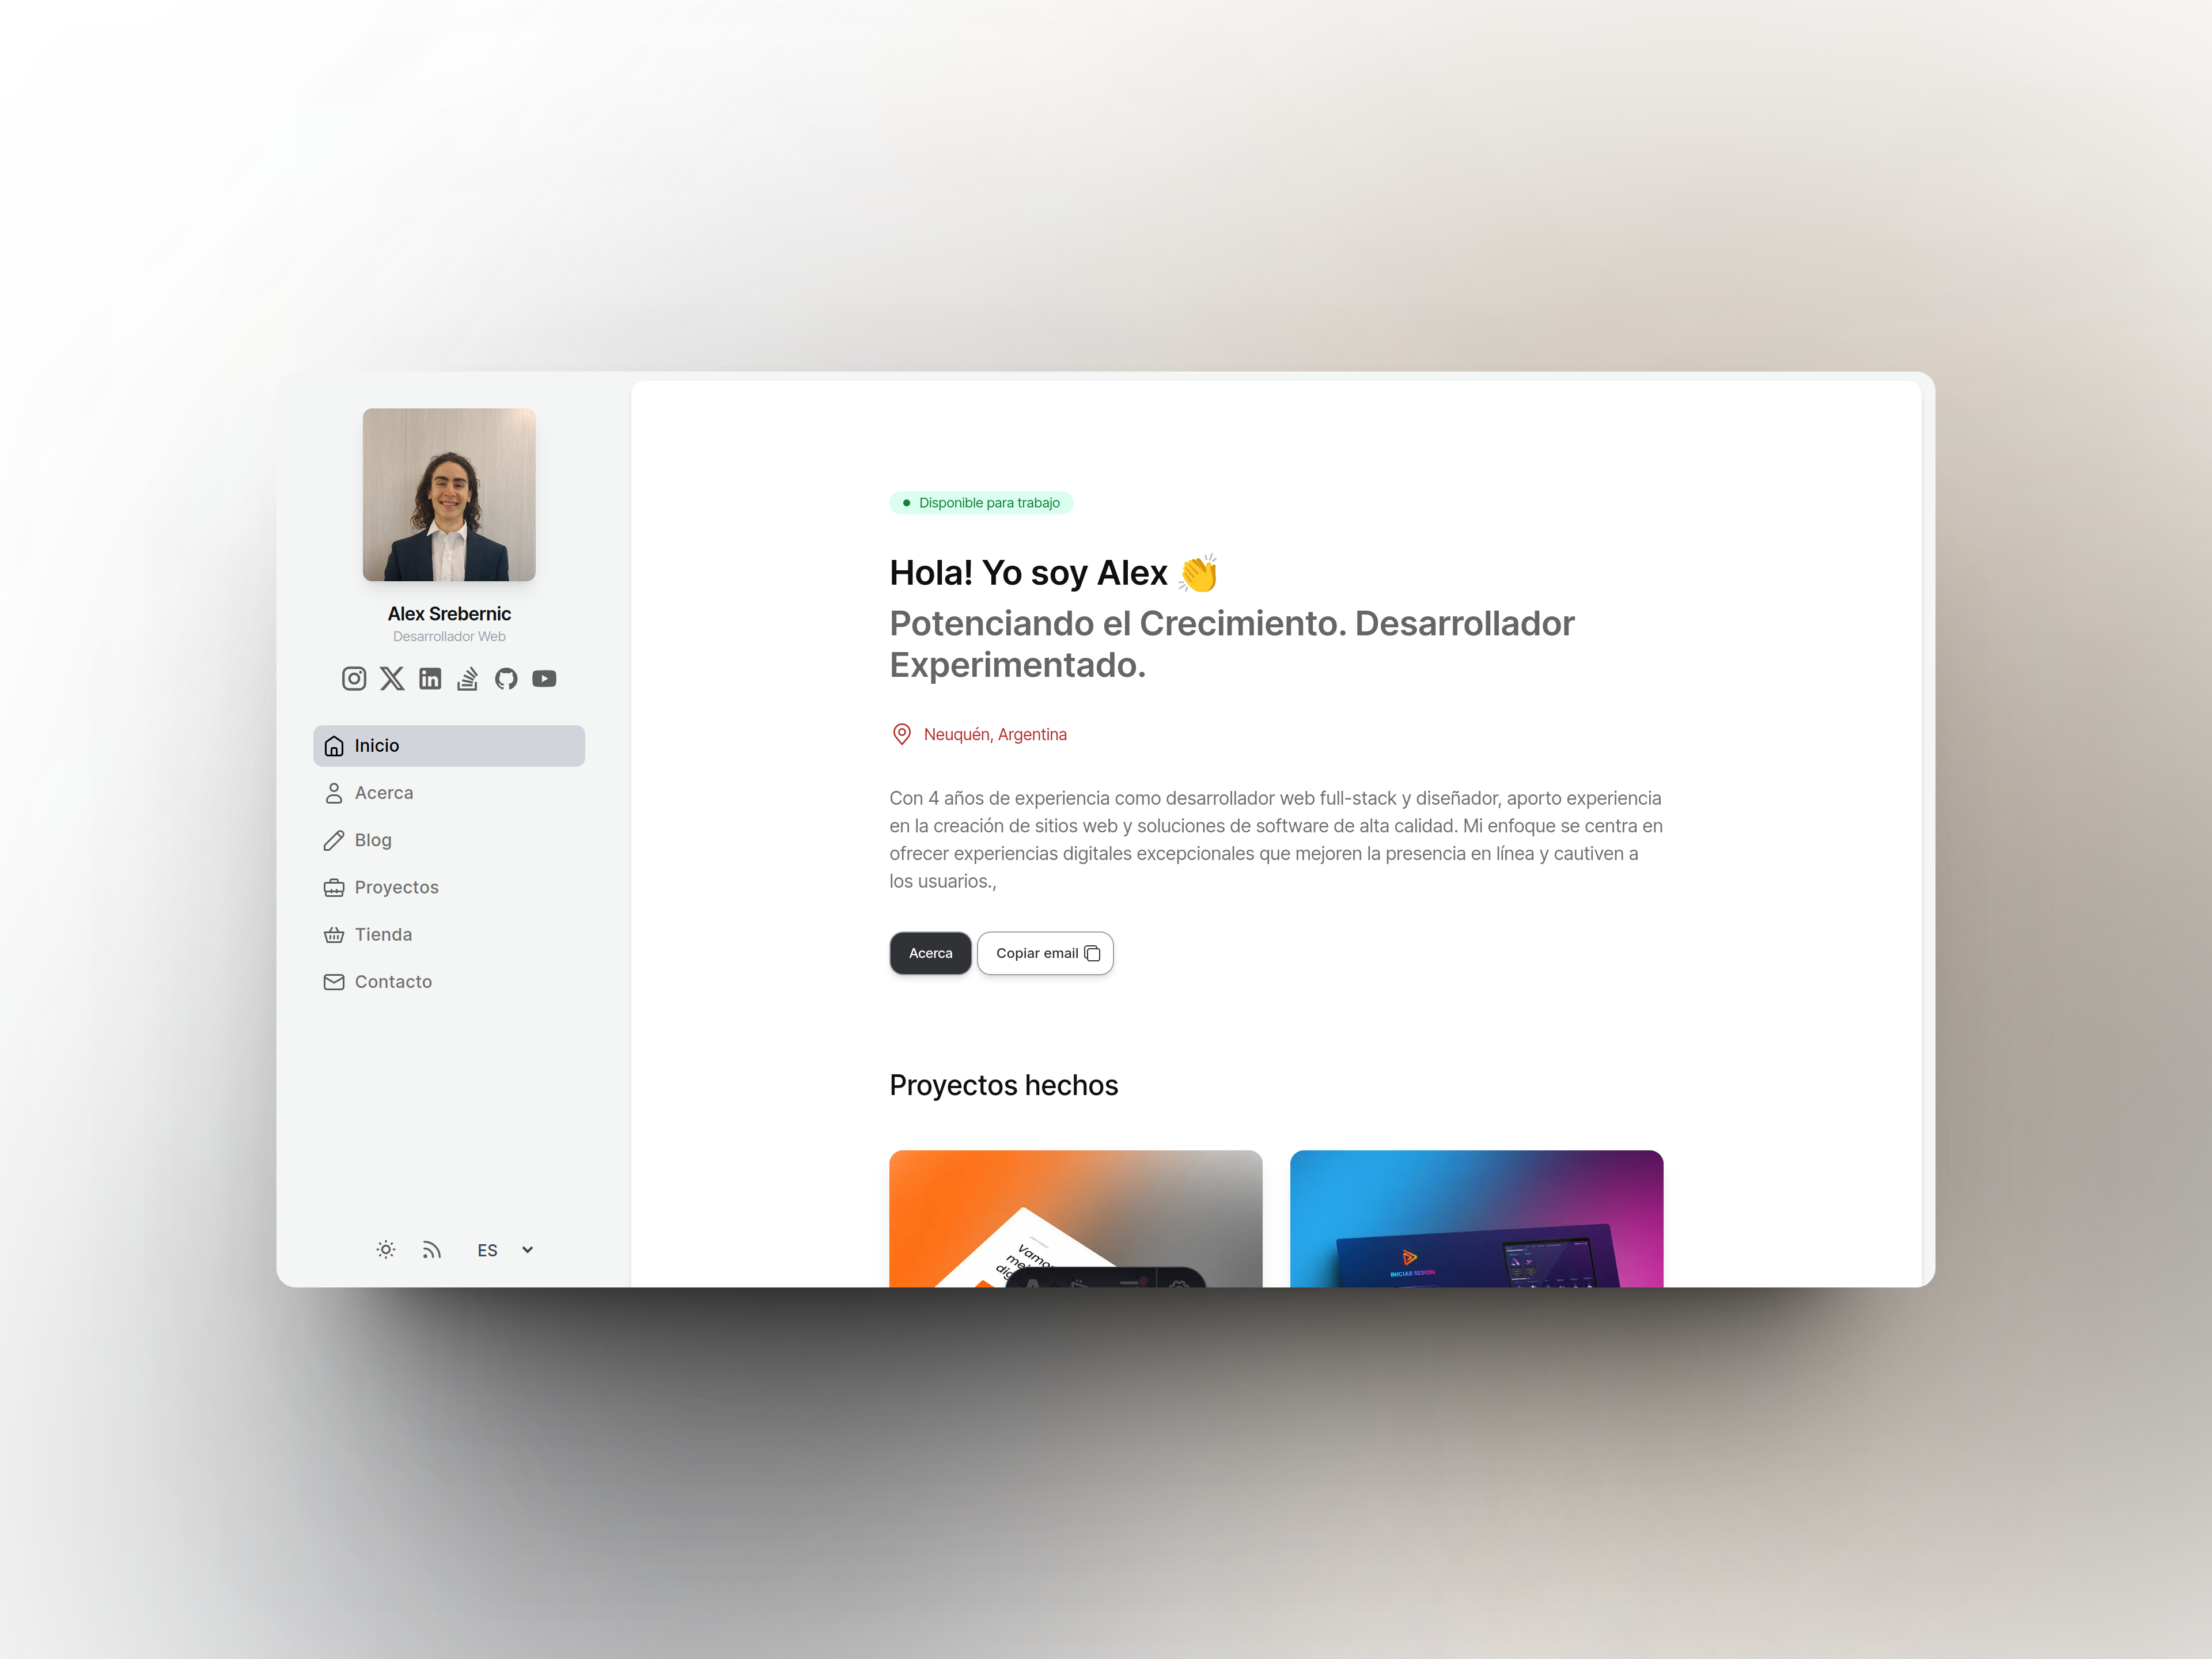 Alex Srebernic
Desarrollador Web
Inicio
Acerca
Blog
Proyectos
Tienda
Contacto
ES
Disponible para trabajo
Hola! Yo soy Alex 👏
Potenciando el Crecimiento. Desarrollador
Experimentado.
Neuquén, Argentina
Con 4 años de experiencia como desarrollador web full-stack y diseñador, aporto experiencia
en la creación de sitios web y soluciones de software de alta calidad. Mi enfoque se centra en
ofrecer experiencias digitales excepcionales que mejoren la presencia en línea y cautiven a
los usuarios.,
Acerca
Copiar email
Proyectos hechos
INICIAR SESION